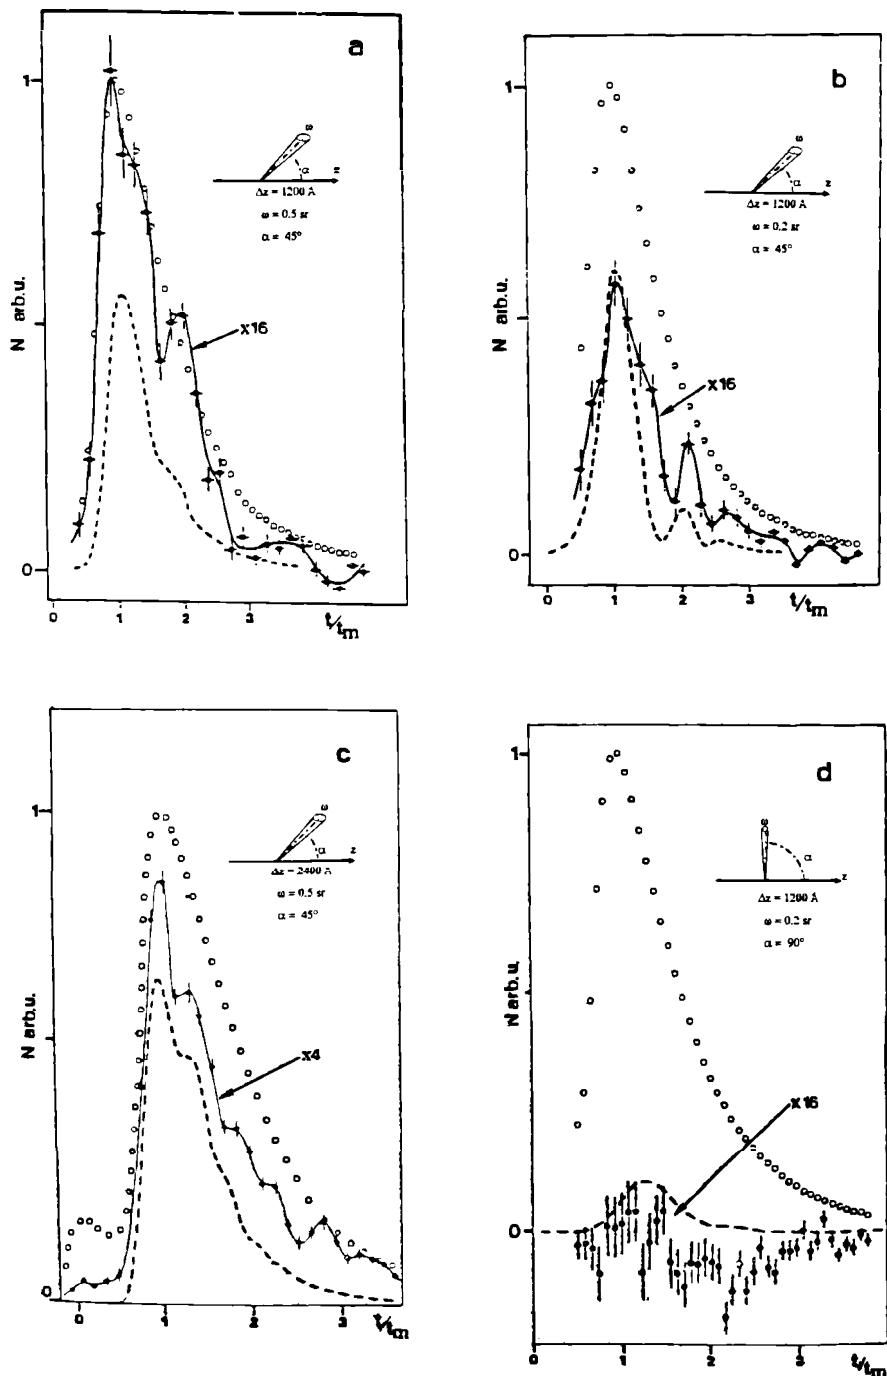 a
1
ω
α
z
Δz = 1200 A
ω = 0.5 sr
α = 45°
N arb.u.
x16
0
0
1
2
3
t/tm
b
1
ω
α
z
Δz = 1200 A
ω = 0.2 sr
α = 45°
N arb.u.
x16
0
0
1
2
3
4
t/tm
c
1
ω
α
z
Δz = 2400 A
ω = 0.5 sr
α = 45°
N arb.u.
x4
0
0
1
2
3
t/tm
d
1
ω
α
z
Δz = 1200 A
ω = 0.2 sr
α = 90°
N arb.u.
x16
0
0
1
2
3
t/tm